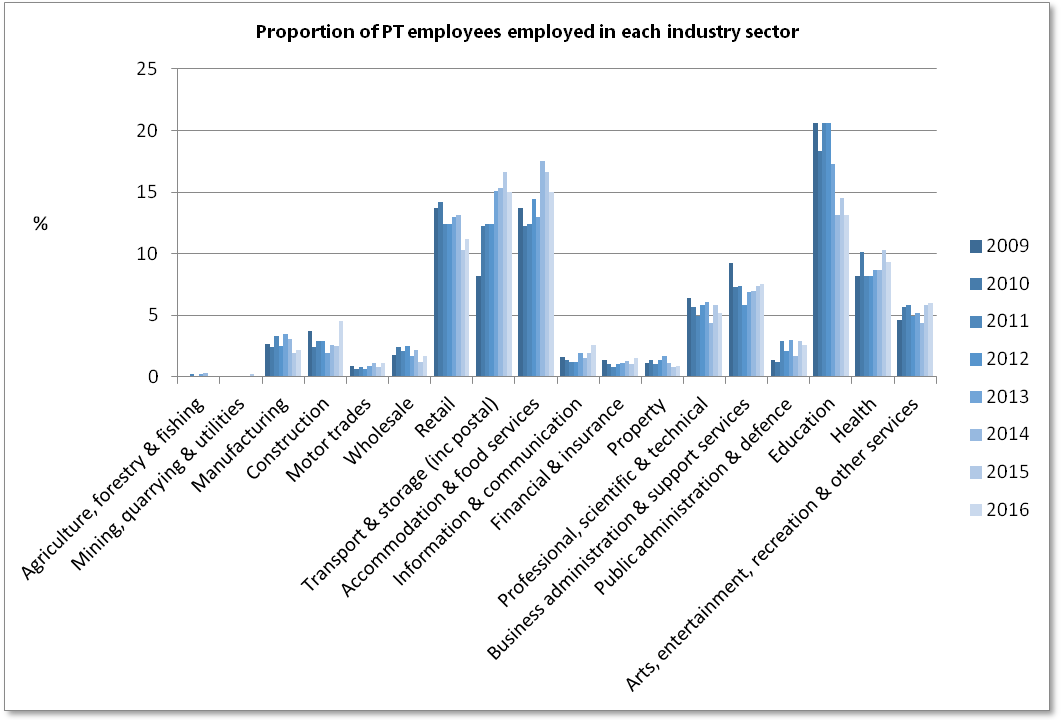 Proportion of PT employees employed in each industry sector
25
20
15
10
5
0
%
Agriculture, forestry & fishing
Mining, quarrying & utilities
Manufacturing
Construction
Motor trades
Wholesale
Retail
Transport & storage (inc postal)
Accommodation & food services
Information & communication
Financial & insurance
Property
Professional, scientific & technical
Business administration & support services
Public administration & defence
Education
Health
Arts, entertainment, recreation & other services
2009
2010
2011
2012
2013
2014
2015
2016